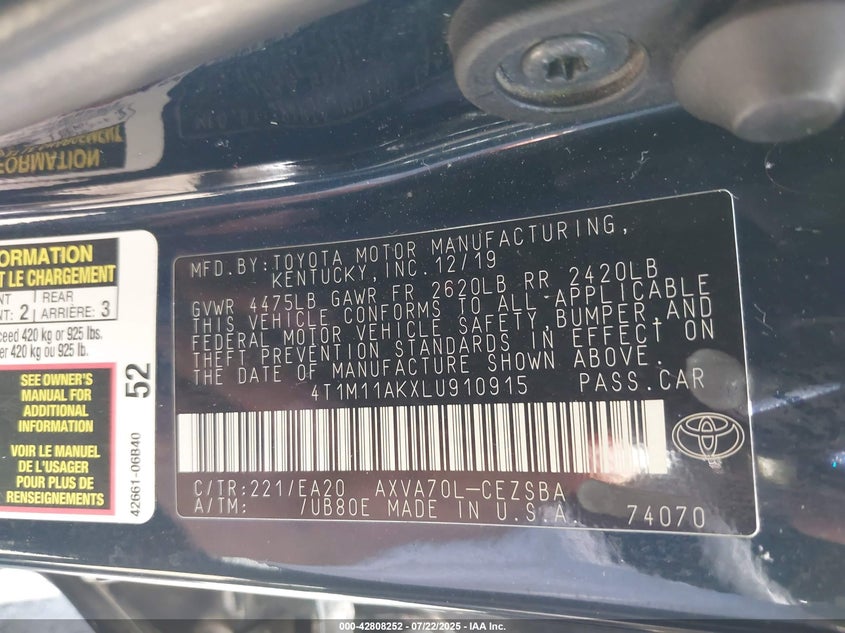 FORMATION
T LE CHARGEMENT
NT : 2 | REAR ARRIÈRE: 3
ceed 420 kg or 925 lbs.
er 420 kg ou 925 lb.
SEE OWNER'S
MANUAL FOR
ADDITIONAL
INFORMATION
VOIR LE MANUEL
DE L'USAGER
POUR PLUS DE
RENSEIGNEMENTS
52
42661-06B40
MFD.BY:TOYOTA MOTOR MANUFACTURING,
KENTUCKY,INC.12/19
GVWR 4475LB GAWR FR 2620LB RR 2420LB
THIS VEHICLE CONFORMS TO ALL APPLICABLE
FEDERAL MOTOR VEHICLE SAFETY,BUMPER,AND
THEFT PREVENTION STANDARDS IN EFFECT ON
THE DATE OF MANUFACTURE SHOWN ABOVE.
4T1M11AKXLU910915 PASS.CAR
C/TR:221/EA20 AXVA70L-CEZSBA
A/TM: /UB80E MADE IN U.S.A. 74070
000-42808252 - 07/22/2025 - IAA Inc.